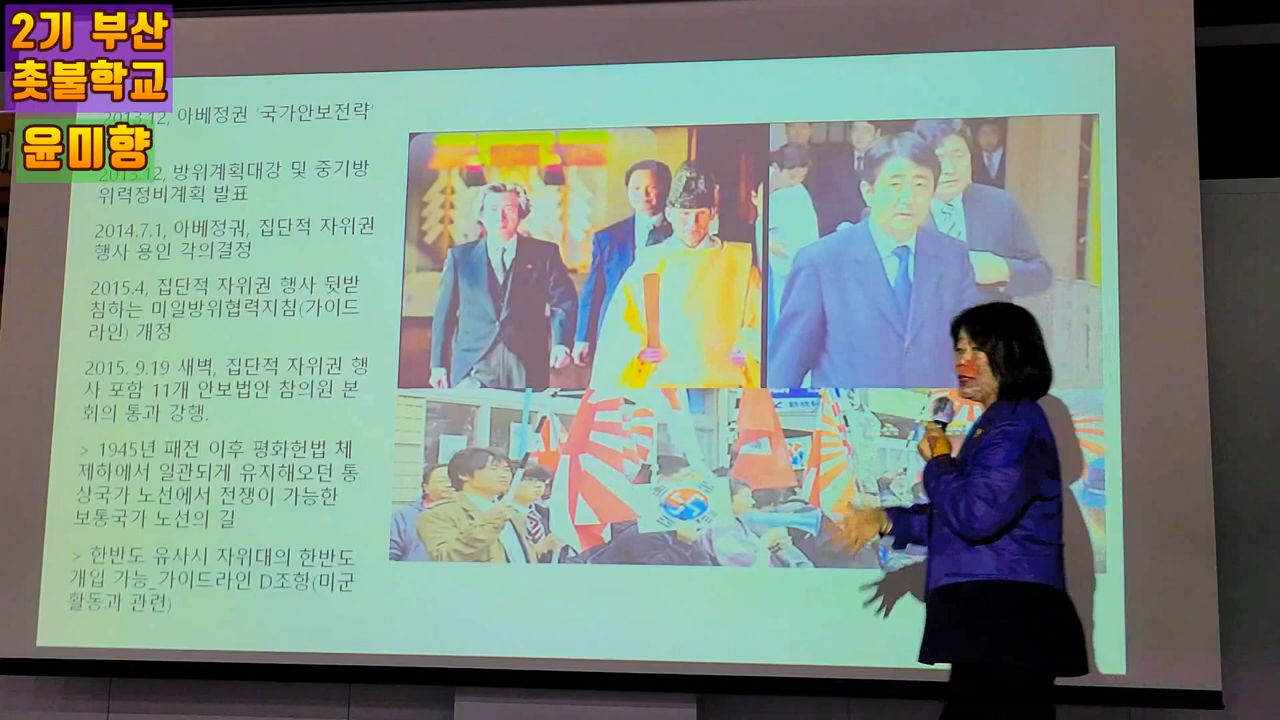 2기 부산
촛불학교
윤미향
2013.12, 아베정권 '국가안보전략'
2013.12, 방위계획대강 및 중기방
위력정비계획 발표
2014.7.1, 아베정권, 집단적 자위권
행사 용인 각의결정
2015.4, 집단적 자위권 행사 뒷받
침하는 미일방위협력지침(가이드
라인) 개정
2015. 9.19 새벽, 집단적 자위권 행
사 포함 11개 안보법안 참의원 본
회의 통과 강행.
> 1945년 패전 이후 평화헌법 체
제하에서 일관되게 유지해오던 통
상국가 노선에서 전쟁이 가능한
보통국가 노선의 길
> 한반도 유사시 자위대의 한반도
개입 가능_가이드라인 D조항(미군
활동과 관련)